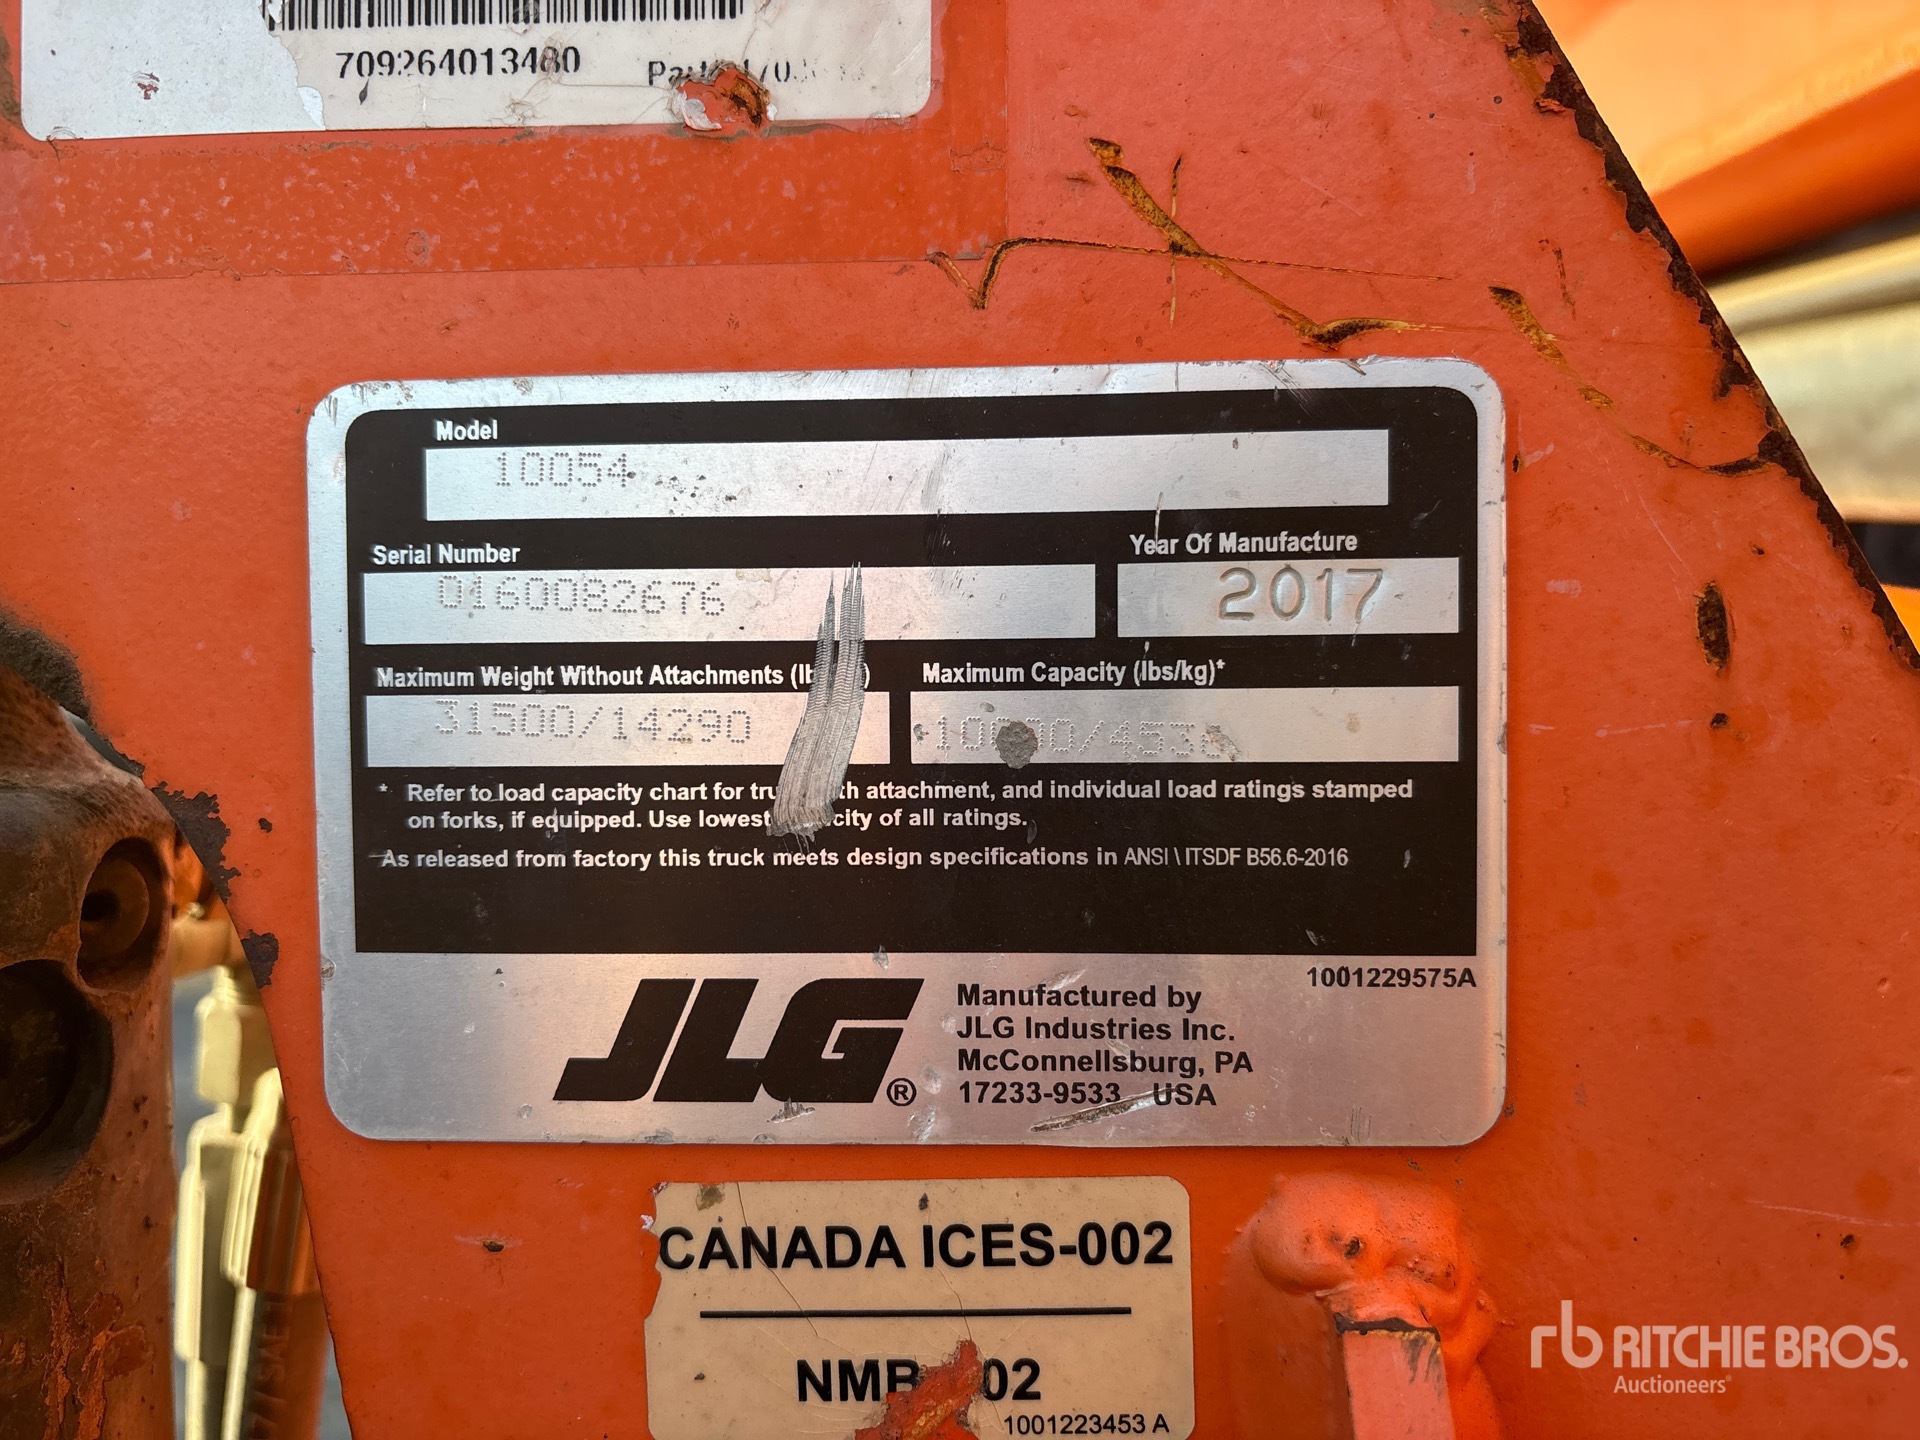 709264013480
Model
10054
Serial Number
0160082676
Year Of Manufacture
2017
Maximum Weight Without Attachments
31500/14290
Maximum Capacity (lbs/kg)*
* Refer to load capacity chart for attachment, and individual load ratings stamped
on forks, if equipped. Use lowest of all ratings.
As released from factory this truck meets design specifications in ANSI \ ITSDF B56.6-2016
1001229575A
JLG®
Manufactured by
JLG Industries Inc.
McConnellsburg, PA
17233-9533 USA
CANADA ICES-002
1001223453 A
rb RITCHIE BROS.
Auctioneers